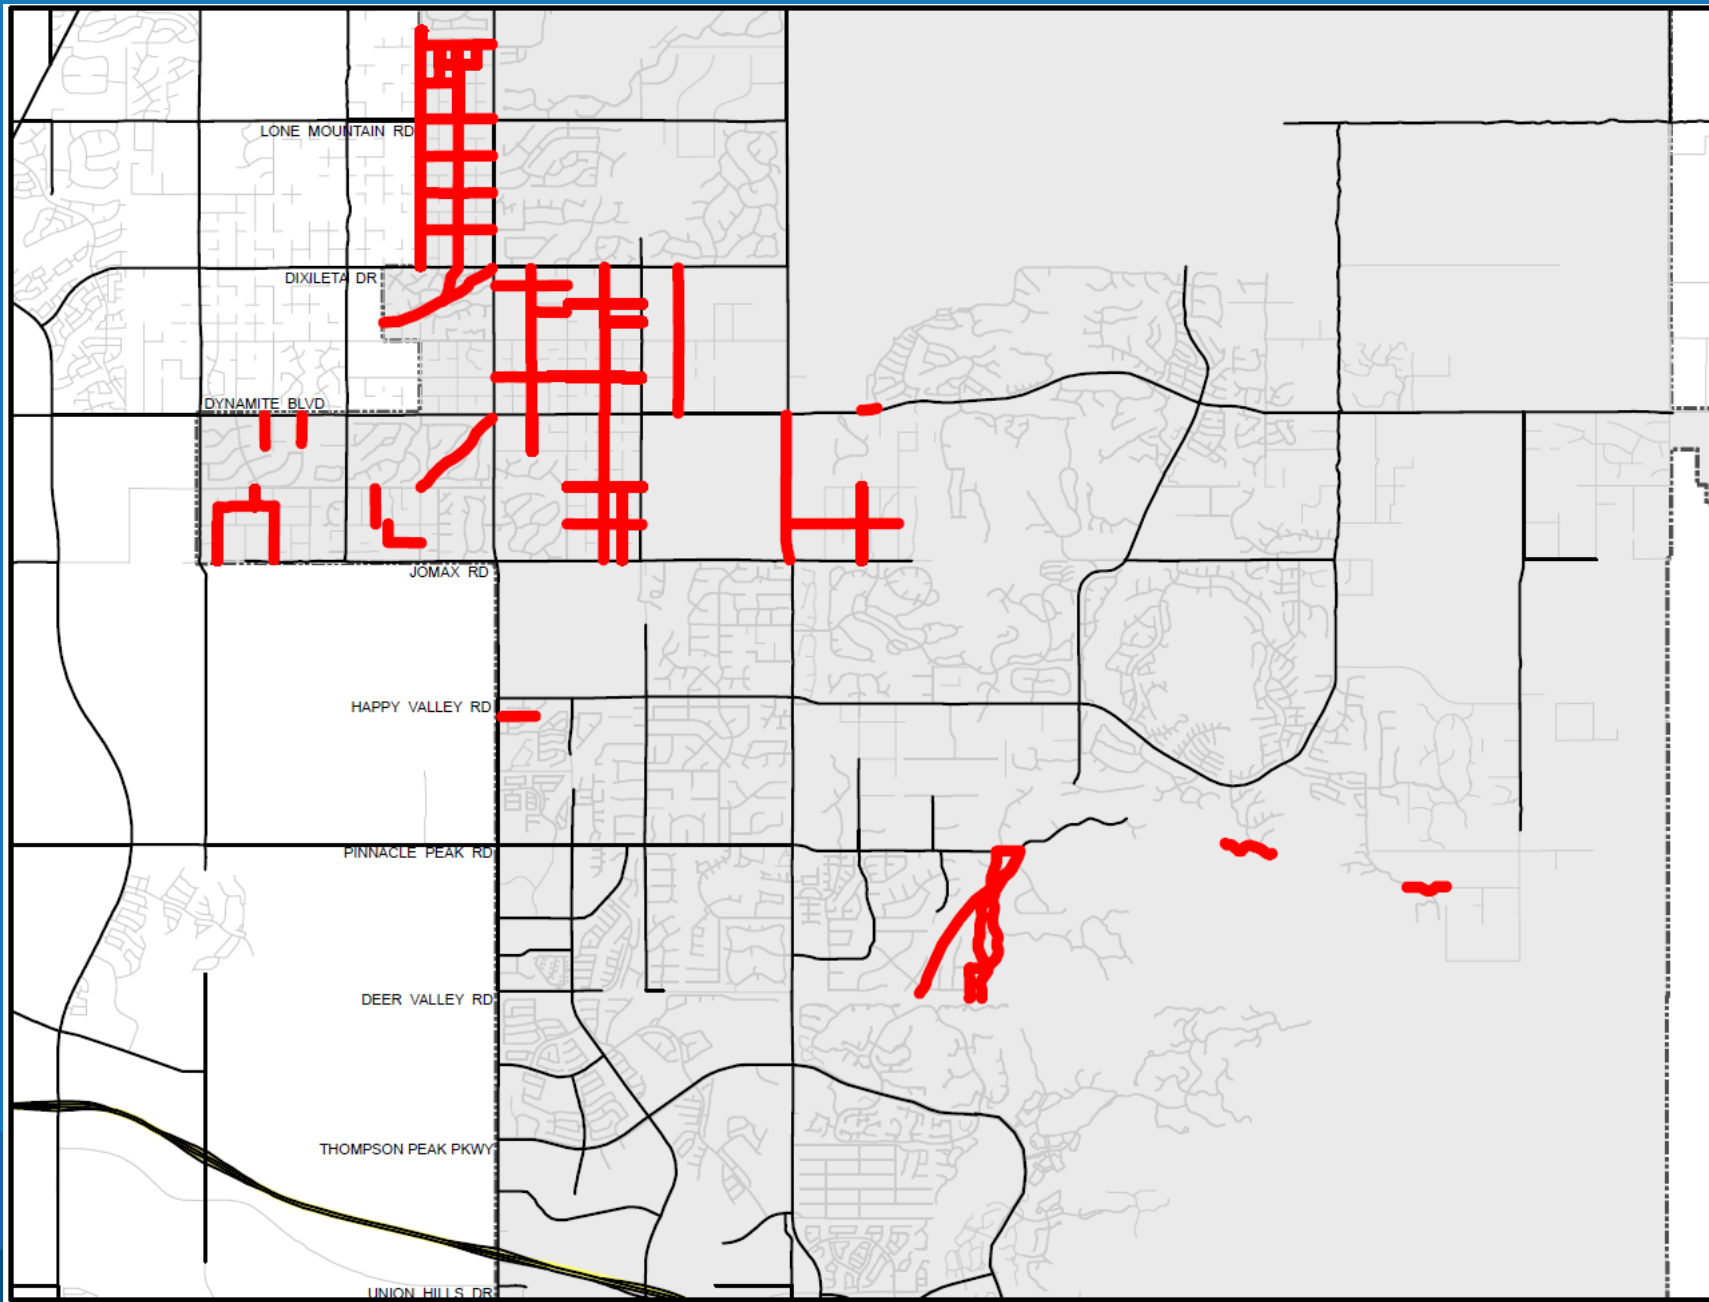 LONE MOUNTAIN RD
DIXILETA DR
DYNAMITE BLVD
JOMAX RD
HAPPY VALLEY RD
PINNACLE PEAK RD
DEER VALLEY RD
THOMPSON PEAK PKWY
UNION HILLS DR